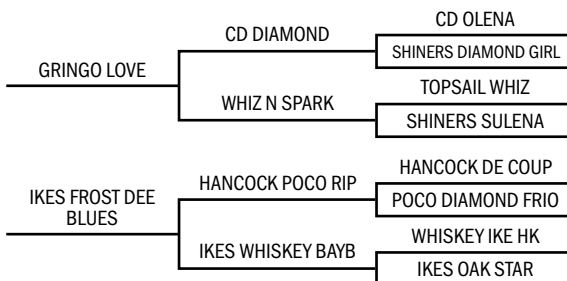 CD OLENA
CD DIAMOND
SHINERS DIAMOND GIRL
GRINGO LOVE
TOPSAIL WHIZ
WHIZ N SPARK
SHINERS SULENA
HANCOCK DE COUP
HANCOCK POCO RIP
POCO DIAMOND FRIO
IKES FROST DEE
BLUES
WHISKEY IKE HK
IKES WHISKEY BAYB
IKES OAK STAR